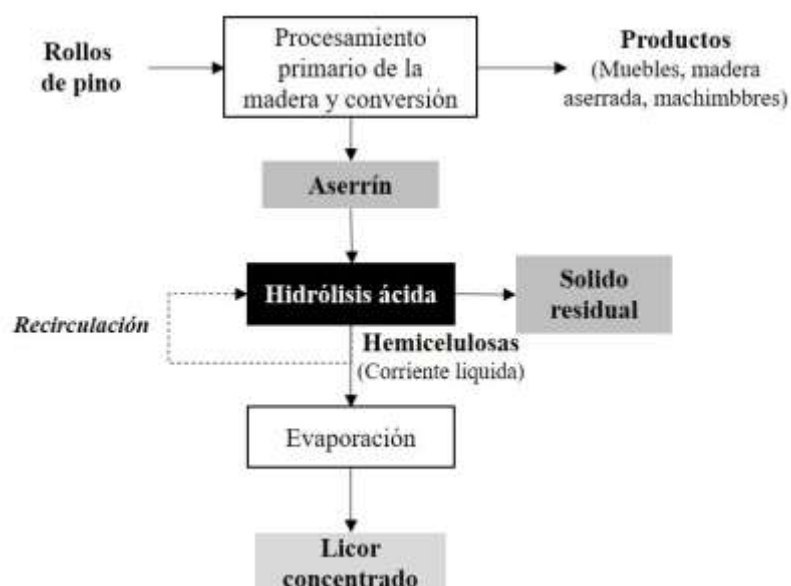 Rollos
de pino
Procesamiento
primario de la
madera y conversión
Productos
(Muebles, madera
aserrada, machimbbres)
Aserrín
Hidrólisis ácida
Solido
residual
Recirculación
Hemicelulosas
(Corriente liquida)
Evaporación
Licor
concentrado